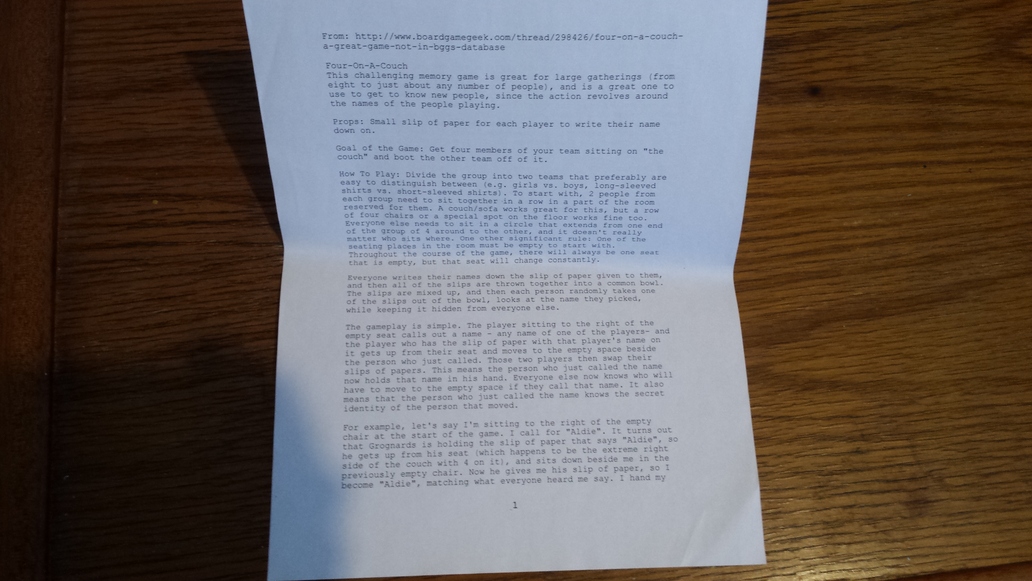 From: http://www.boardgamegeek.com/thread/298426/four-on-a-couch-
a-great-game-not-in-bggs-database
Four-On-A-Couch
This challenging memory game is great for large gatherings (from
eight to just about any number of people), and is a great one to
use to get to know new people, since the action revolves around
the names of the people playing.
Props: Small slip of paper for each player to write their name
down on.
Goal of the Game: Get four members of your team sitting on "the
couch" and boot the other team off of it.
How To Play: Divide the group into two teams that preferably are
easy to distinguish between (e.g. girls vs. boys, long-sleeved
shirts vs. short-sleeved shirts). To start with, 2 people from
each group need to sit together in a row in a part of the room
reserved for them. A couch/sofa works great for this, but a row
of four chairs or a special spot on the floor works fine too.
Everyone else needs to sit in a circle that extends from one end
of the group of 4 around to the other, and it doesn't really
matter who sits where. One other significant rule: One of the
seating places in the room must be empty to start with.
Throughout the course of the game, there will always be one seat
that is empty, but that seat will change constantly.
Everyone writes their names down the slip of paper given to them,
and then all of the slips are thrown together into a common bowl.
The slips are mixed up, and then each person randomly takes one
of the slips out of the bowl, looks at the name they picked,
while keeping it hidden from everyone else.
The gameplay is simple. The player sitting to the right of the
empty seat calls out a name - any name of one of the players- and
the player who has the slip of paper with that player's name on
it gets up from their seat and moves to the empty space beside
the person who just called. Those two players then swap their
slips of papers. This means the person who just called the name
now holds that name in his hand. Everyone else now knows who will
have to move to the empty space if they call that name. It also
means that the person who just called the name knows the secret
identity of the person that moved.
For example, let's say I'm sitting to the right of the empty
chair at the start of the game. I call for "Aldie". It turns out
that Grognards is holding the slip of paper that says "Aldie", so
he gets up from his seat (which happens to be the extreme right
side of the couch with 4 on it), and sits down beside me in the
previously empty chair. Now he gives me his slip of paper, so I
become "Aldie", matching what everyone heard me say. I hand my
1